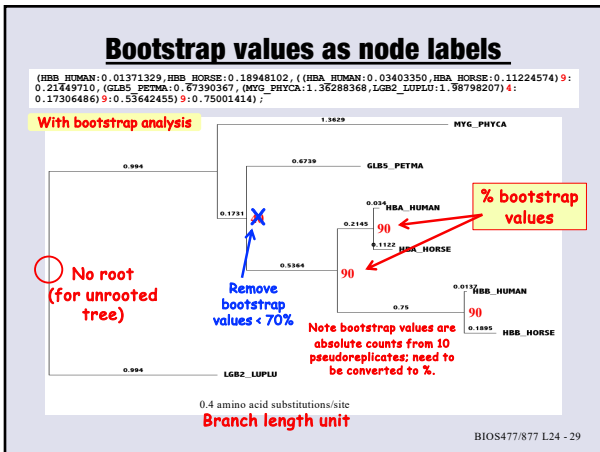 Bootstrap values as node labels
(HBB_HUMAN:0.01371329,HBB_HORSE:0.18948102,((HBA_HUMAN:0.03403350,HBA_HORSE:0.11224574)9:
0.21449710,(GLB5_PETMA:0.67390367,(MYG_PHYCA:1.36288368,LGB2_LUPLU:1.98798207)4:
0.17306486)9:0.53642455)9:0.75001414);
With bootstrap analysis
1.3629
MYG_PHYCA
0.994
0.6739
GLB5_PETMA
0.1731
% bootstrap
values
0.034
HBA_HUMAN
0.2145
90
0.1122
HBA_HORSE
No root
(for unrooted
tree)
0.5364
90
Remove
bootstrap
values < 70%
0.0137
HBB_HUMAN
0.75
90
0.1895
HBB_HORSE
Note bootstrap values are
absolute counts from 10
pseudoreplicates; need to
be converted to %.
0.994
LGB2_LUPLU
0.4 amino acid substitutions/site
Branch length unit
BIOS477/877 L24 - 29